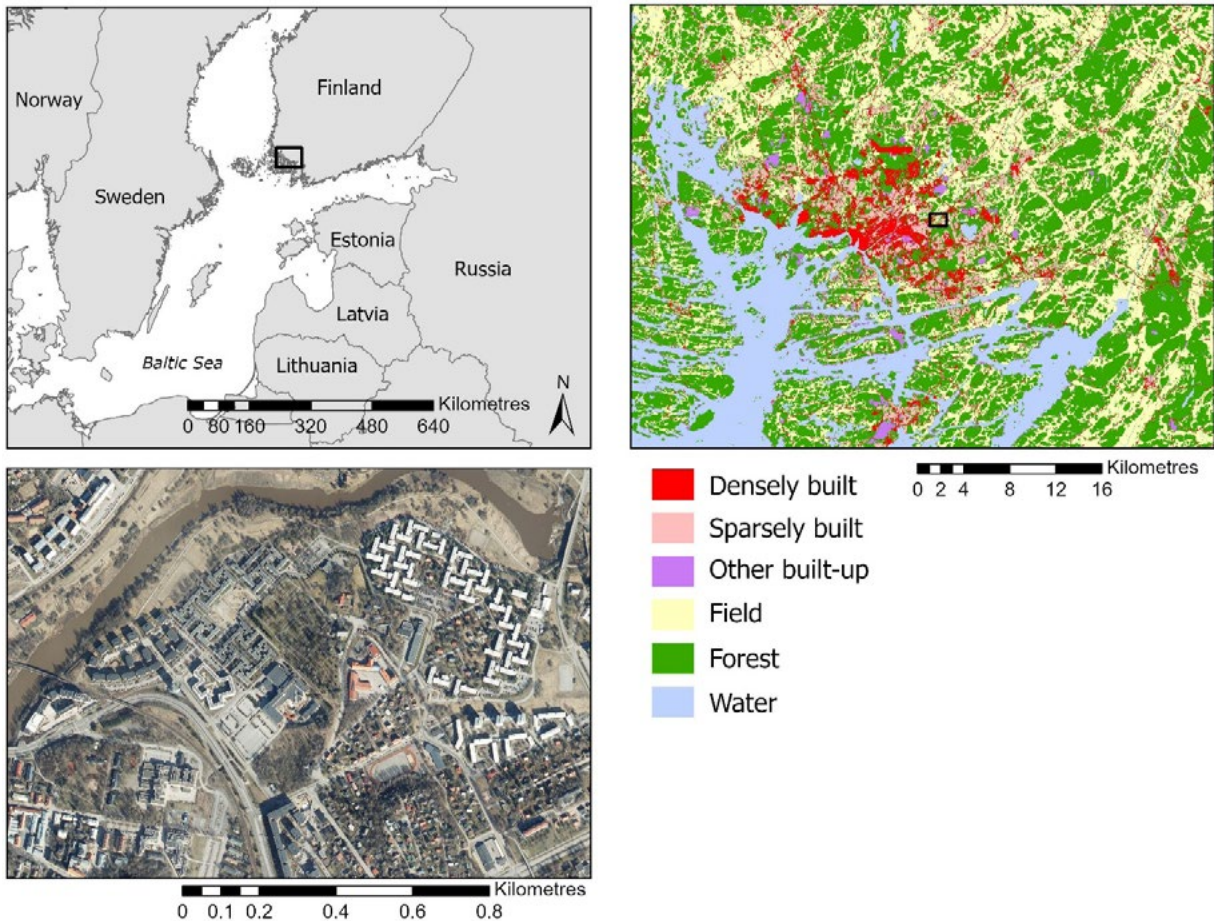 Norway
Finland
Sweden
Estonia
Russia
Latvia
Baltic Sea
Lithuania
N
Kilometres
0 80 160 320 480 640
Kilometres
0 2 4 8 12 16
Densely built
Sparsely built
Other built-up
Field
Forest
Water
Kilometres
0 0.1 0.2 0.4 0.6 0.8